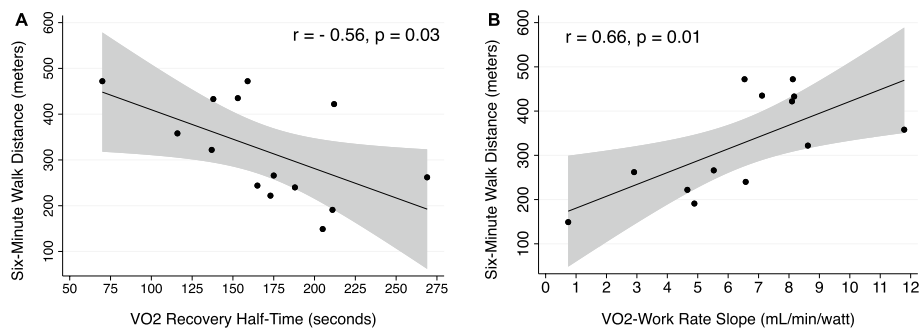 A
r = - 0.56, p = 0.03
Six-Minute Walk Distance (meters)
600
500
400
300
200
100
50 75 100 125 150 175 200 225 250 275
VO2 Recovery Half-Time (seconds)
B
r = 0.66, p = 0.01
Six-Minute Walk Distance (meters)
600
500
400
300
200
100
0 1 2 3 4 5 6 7 8 9 10 11 12
VO2-Work Rate Slope (mL/min/watt)